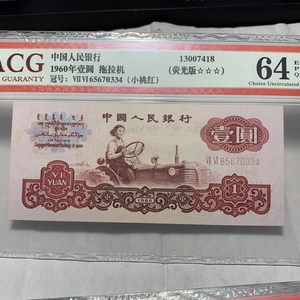 ACG
GUARANTY
中国人民银行
1960年壹圆 拖拉机
冠号: VII VI 65670334 (小桃红)
13007418
(荧光版☆☆☆)
64 E
P
Q
Choice Uncirculated
中国人民银行
壹圆
VII VI 65670334
YI
YUAN
1
1960